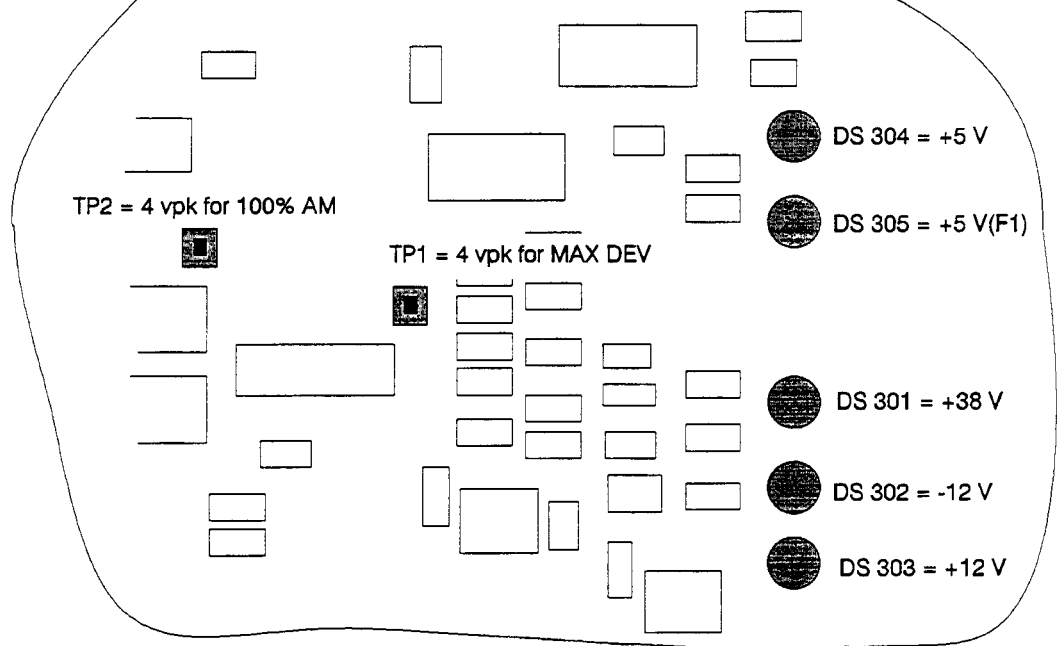 DS 304 = +5 V
TP2 = 4 vpk for 100% AM
DS 305 = +5 V(F1)
TP1 = 4 vpk for MAX DEV
DS 301 = +38 V
DS 302 = -12 V
DS 303 = +12 V